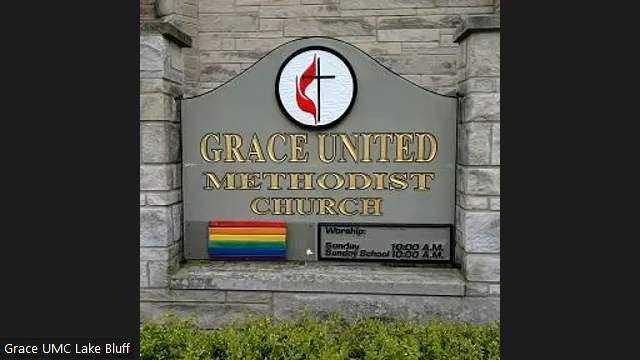 GRACE UNITED
METHODIST
CHURCH
Worship:
Sunday 10:00 A.M.
Sunday School 10:00 A.M.
Grace UMC Lake Bluff